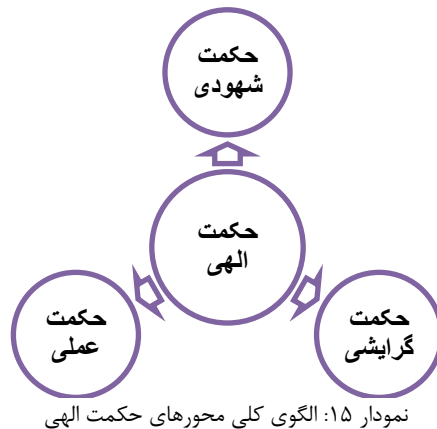 حکمت
شهودی
حکمت
الهی
حکمت
گرایشی
حکمت
عملی
نمودار ۱۵: الگوی کلی محورهای حکمت الهی